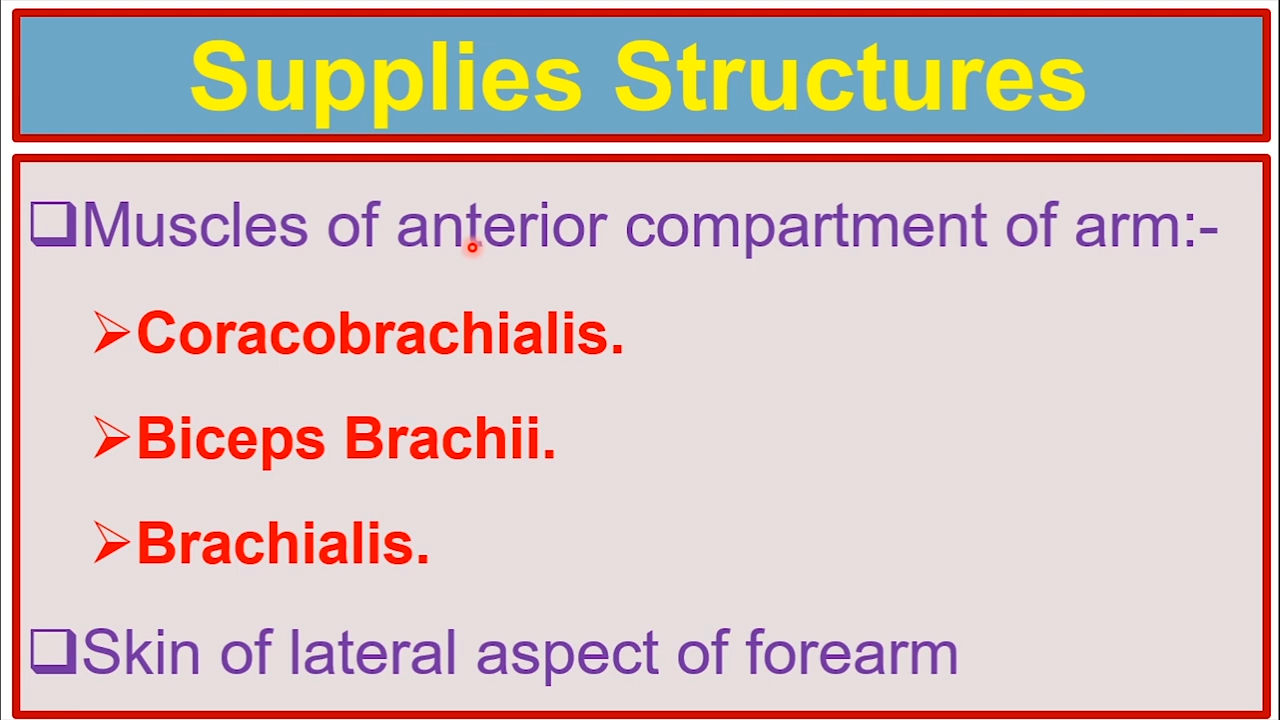 Supplies Structures
❑Muscles of anterior compartment of arm:-
➢Coracobrachialis.
➢Biceps Brachii.
➢Brachialis.
❑Skin of lateral aspect of forearm